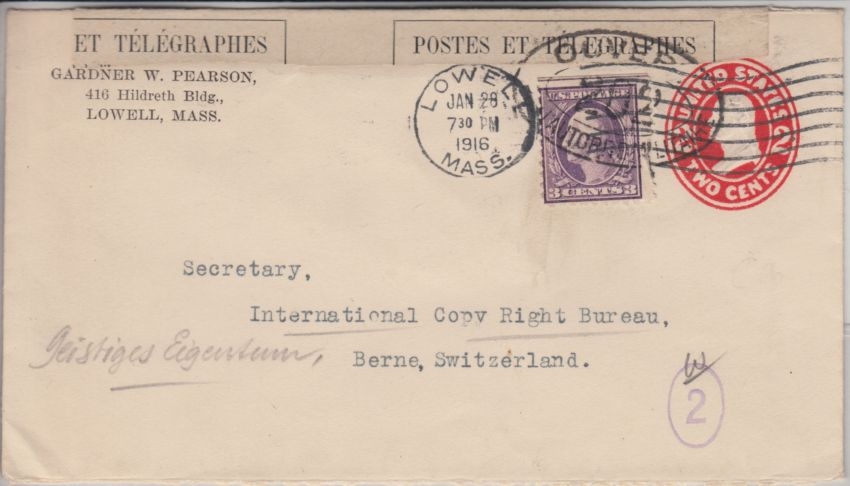 ET TÉLÉGRAPHES
POSTES ET TÉLÉGRAPHES
GARDNER W. PEARSON,
416 Hildreth Bldg.,
LOWELL, MASS.
LOWELL
JAN 28
7 30 PM
1916
MASS.
U.S. POSTAGE
3 CENTS 3
UNITED STATES
2 2
TWO CENTS
Secretary,
International Copy Right Bureau,
Geistiges Eigentum, Berne, Switzerland.
W
2